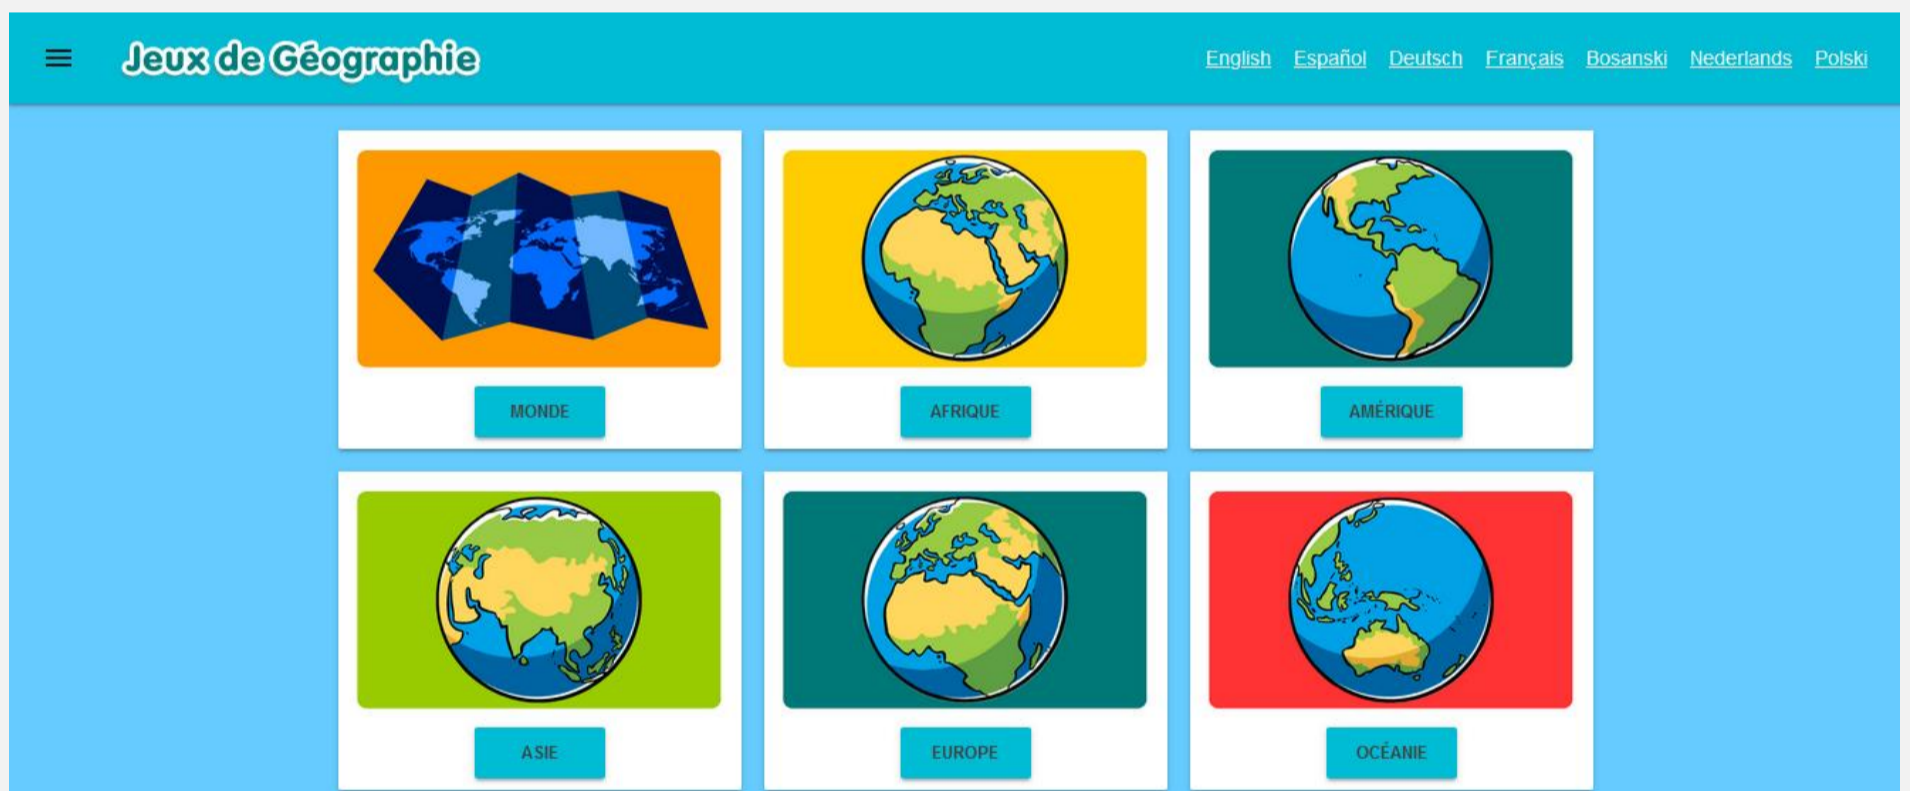 Jeux de Géographie
English Español Deutsch Français Bosanski Nederlands Polski
MONDE
AFRIQUE
AMÉRIQUE
ASIE
EUROPE
OCÉANIE